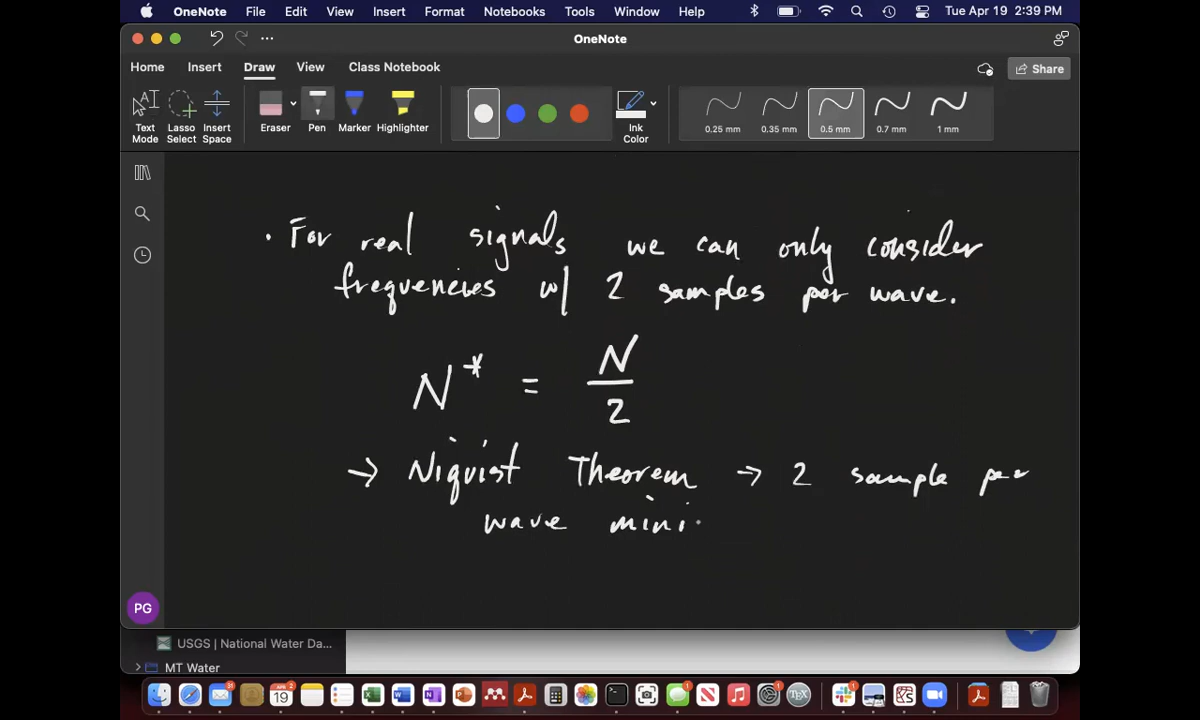 OneNote File Edit View Insert Format Notebooks Tools Window Help Tue Apr 19 2:39 PM
OneNote
Home Insert Draw View Class Notebook Share
Text Mode Lasso Select Insert Space Eraser Pen Marker Highlighter Ink Color 0.25 mm 0.35 mm 0.5 mm 0.7 mm 1 mm
• For real signals we can only consider
frequencies w/ 2 samples per wave.
N* = N/2
→ Niquist Theorem → 2 sample per
wave mini
PG
USGS | National Water Da...
MT Water